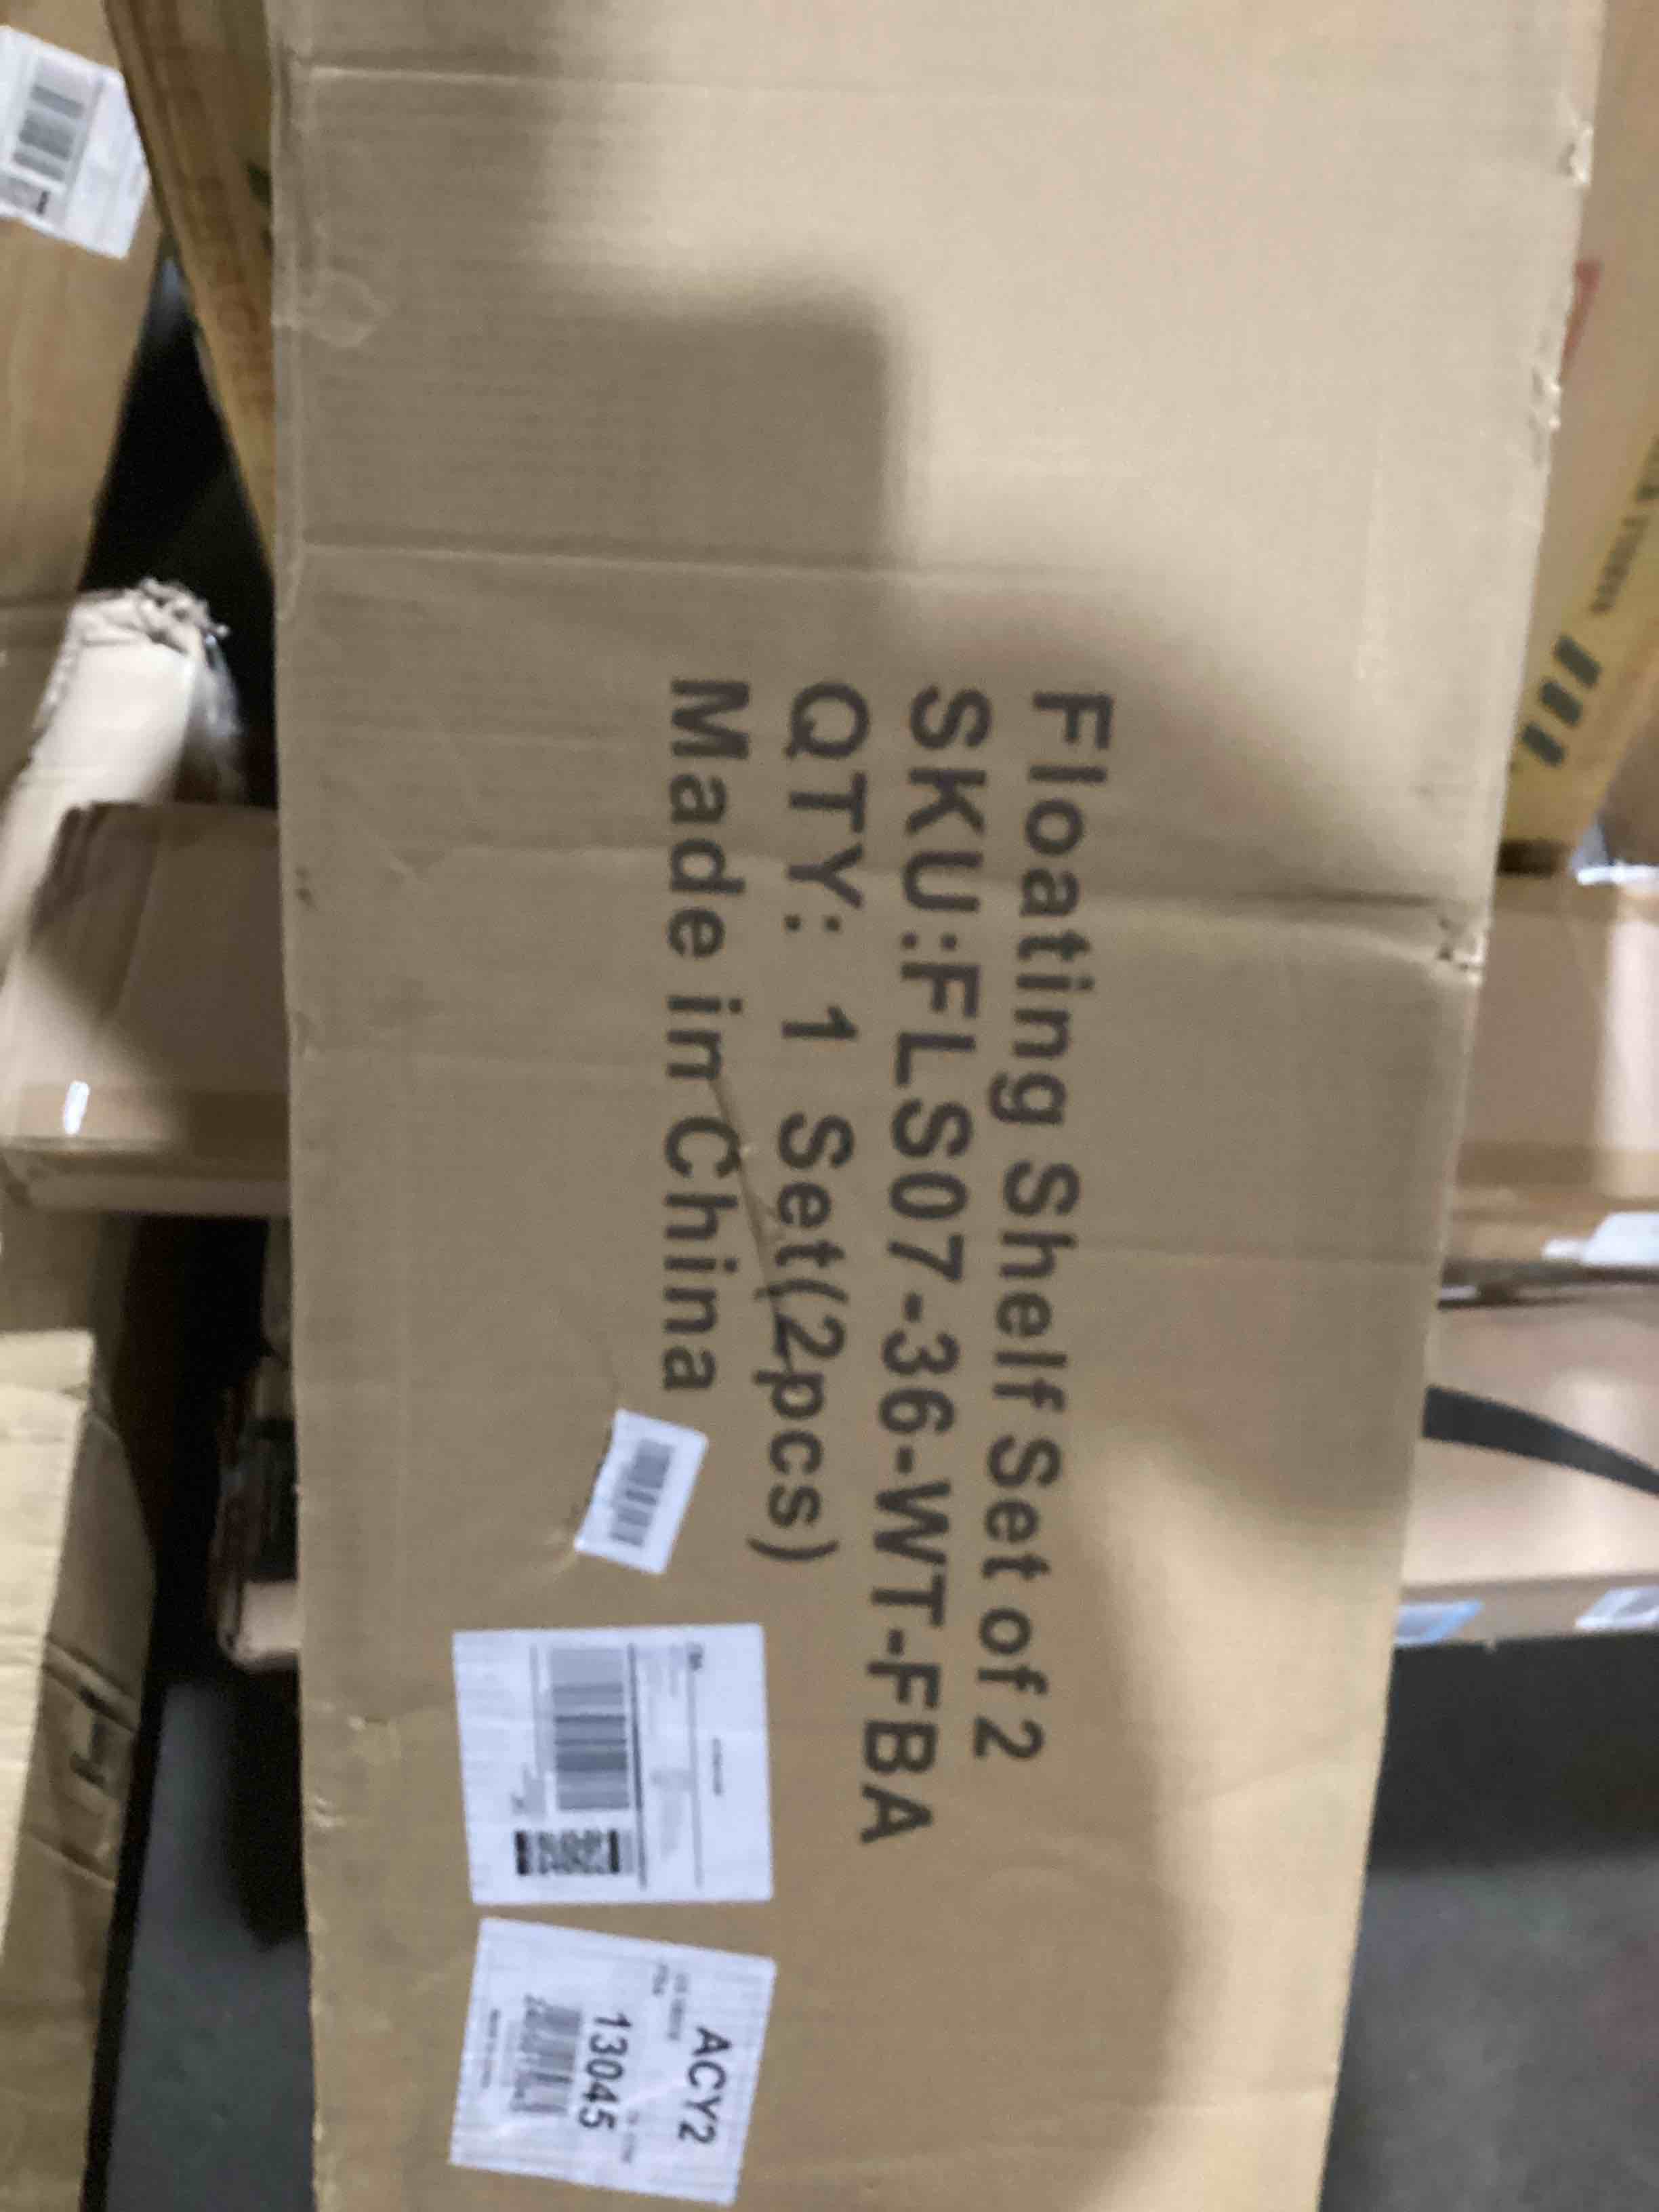 Floating Shelf Set of 2
SKU:FLS07-36-WT-FBA
QTY: 1 Set(2pcs)
Made in China
ACY2
13045